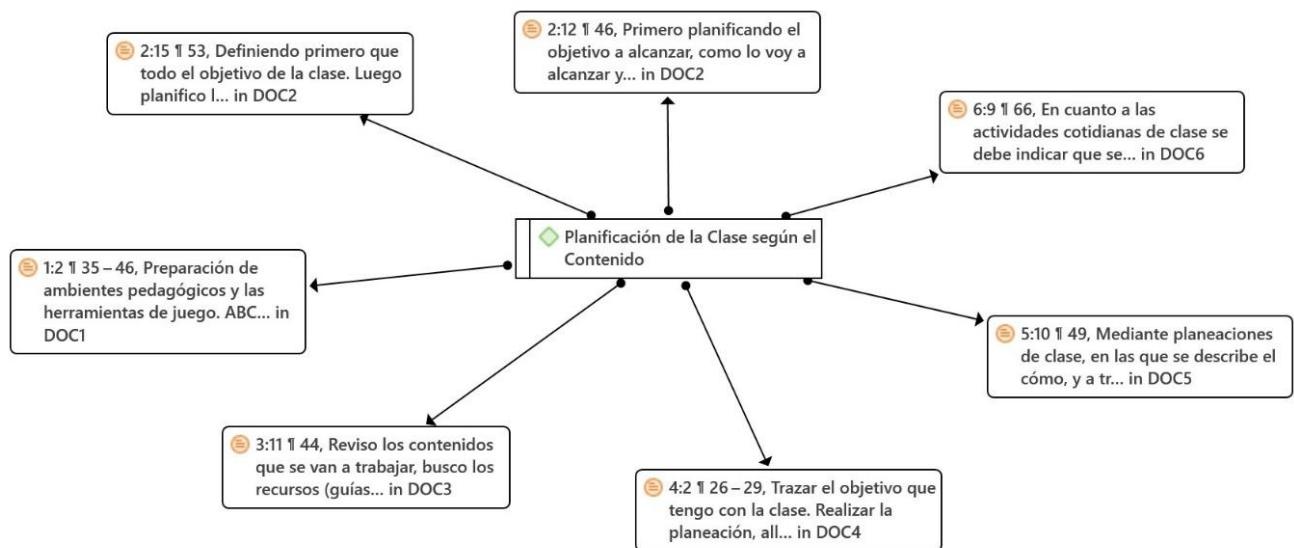 2:15 ¶ 53, Definiendo primero que
todo el objetivo de la clase. Luego
planifico l... in DOC2
2:12 ¶ 46, Primero planificando el
objetivo a alcanzar, como lo voy a
alcanzar y... in DOC2
6:9 ¶ 66, En cuanto a las
actividades cotidianas de clase se
debe indicar que se... in DOC6
Planificación de la Clase según el
Contenido
1:2 ¶ 35 – 46, Preparación de
ambientes pedagógicos y las
herramientas de juego. ABC... in
DOC1
5:10 ¶ 49, Mediante planeaciones
de clase, en las que se describe el
cómo, y a tr... in DOC5
3:11 ¶ 44, Reviso los contenidos
que se van a trabajar, busco los
recursos (guías... in DOC3
4:2 ¶ 26 – 29, Trazar el objetivo que
tengo con la clase. Realizar la
planeación, all... in DOC4